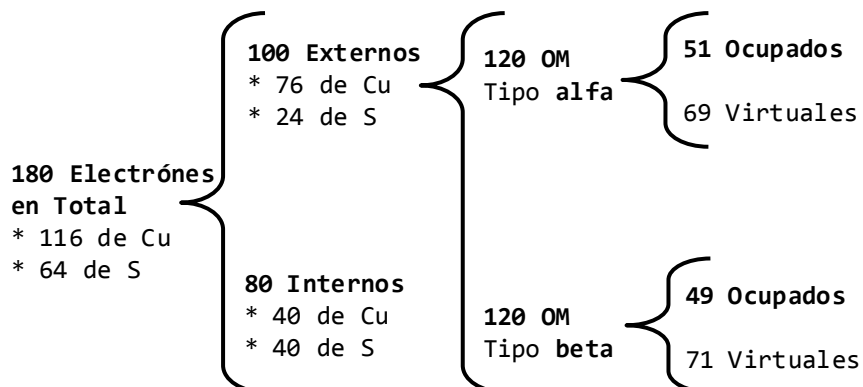 180 Electrónes
en Total
* 116 de Cu
* 64 de S
100 Externos
* 76 de Cu
* 24 de S
80 Internos
* 40 de Cu
* 40 de S
120 OM
Tipo alfa
51 Ocupados
69 Virtuales
120 OM
Tipo beta
49 Ocupados
71 Virtuales